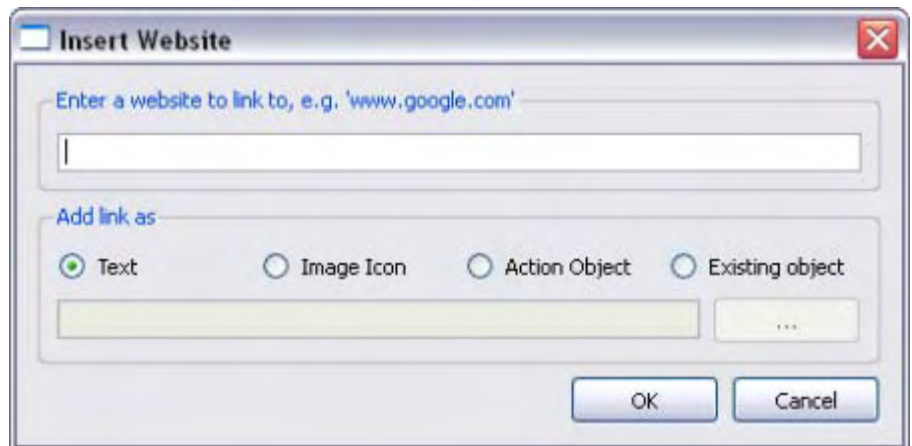 Insert Website
Enter a website to link to, e.g. 'www.google.com'
Add link as
Text Image Icon Action Object Existing object
...
OK Cancel